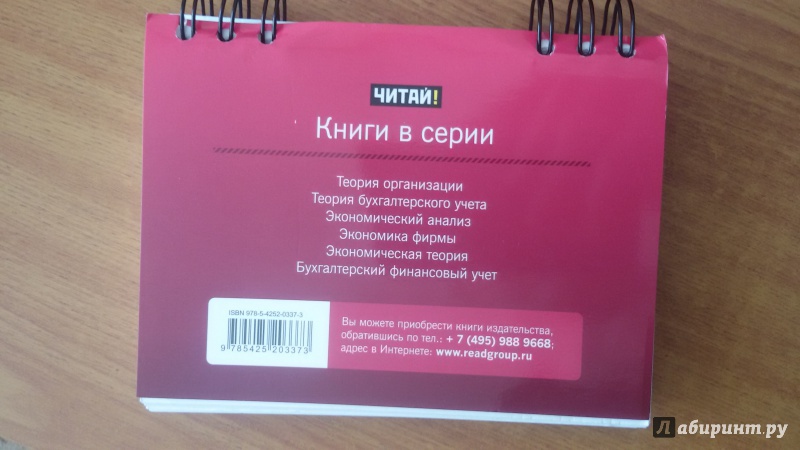 ЧИТАЙ!
Книги в серии
Теория организации
Теория бухгалтерского учета
Экономический анализ
Экономика фирмы
Экономическая теория
Бухгалтерский финансовый учет
ISBN 978-5-4252-0337-3
9 785425 203373
Вы можете приобрести книги издательства,
обратившись по тел.: + 7 (495) 988 9668;
адрес в Интернете: www.readgroup.ru
Лабиринт.ру